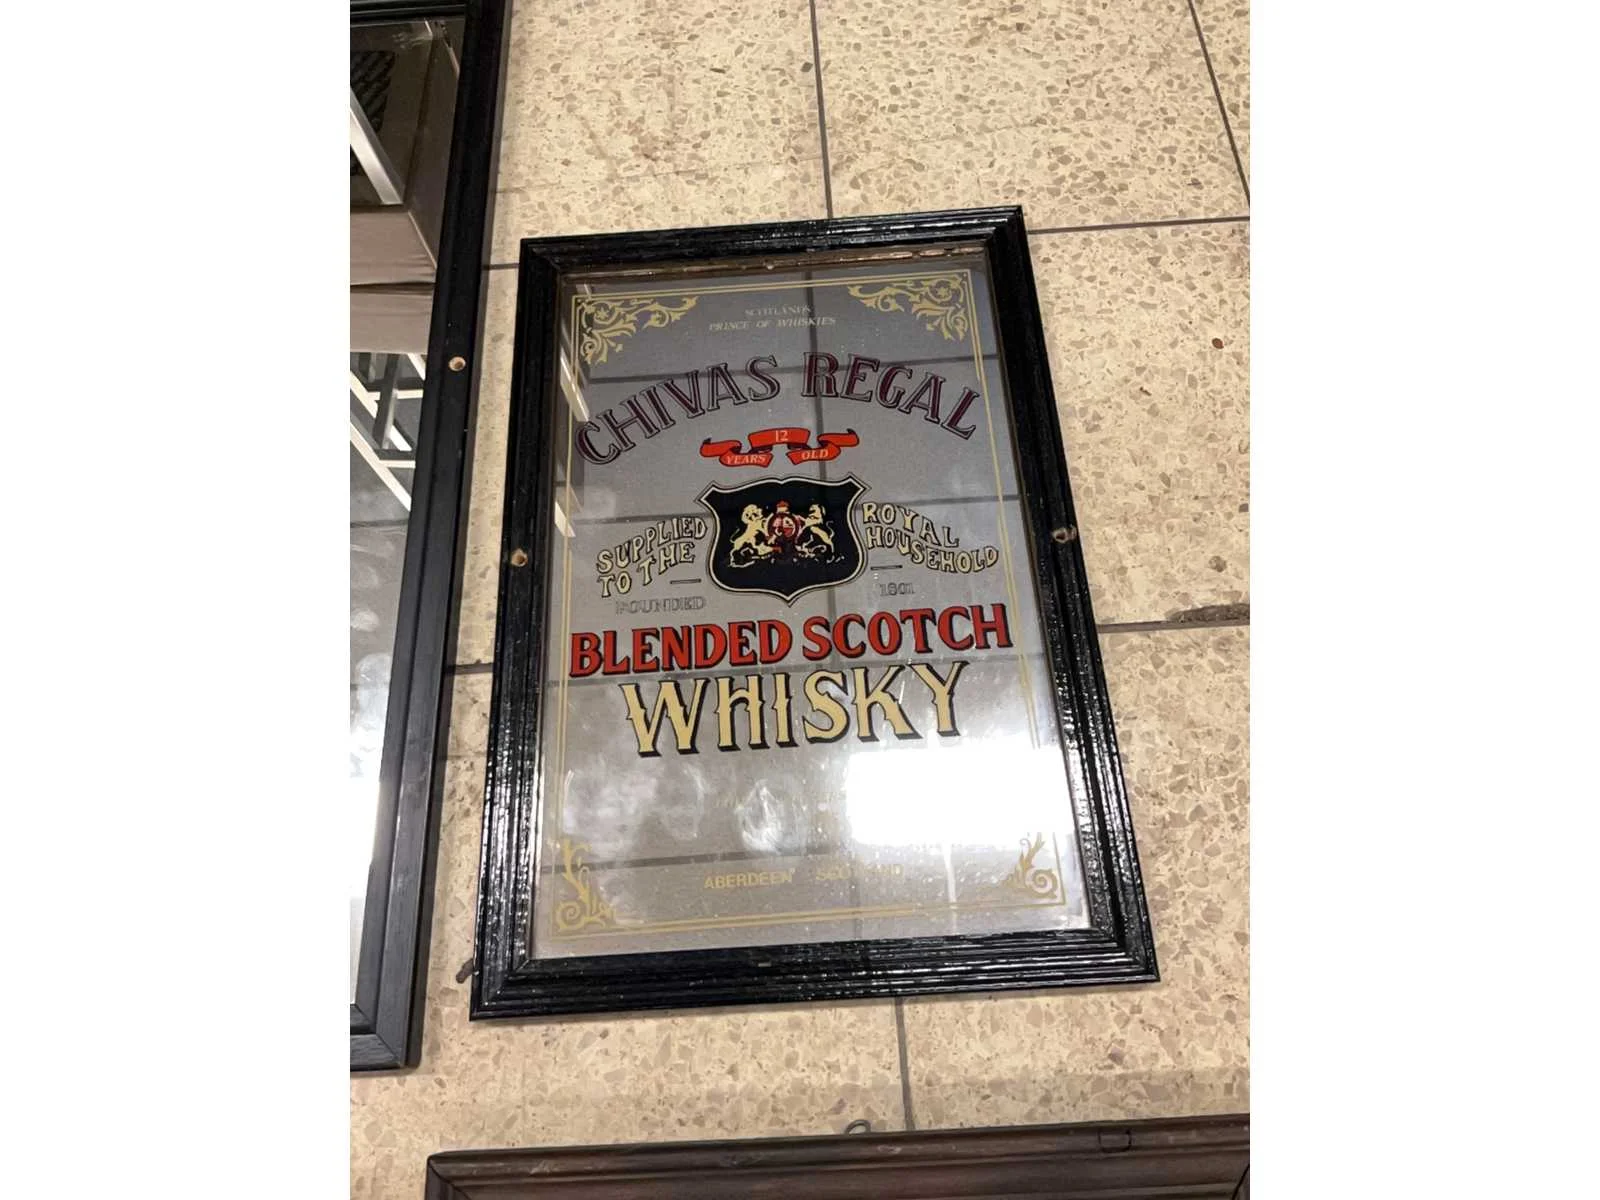 SCOTLAND'S
PRINCE OF WHISKIES
CHIVAS REGAL
12
YEARS OLD
SUPPLIED TO THE
ROYAL HOUSEHOLD
FOUNDED 1801
BLENDED SCOTCH
WHISKY
ABERDEEN SCOTLAND